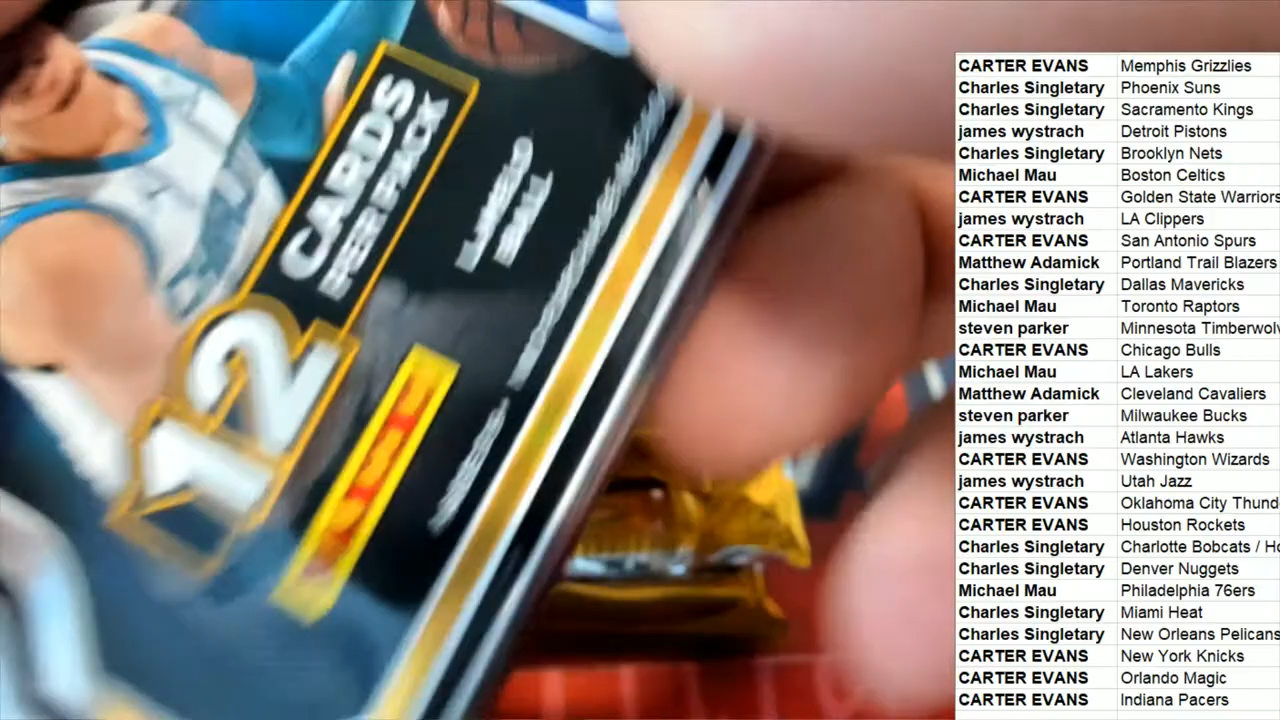 12
CARDS
PER PACK
LAMELO
BALL
PANINI
CARTER EVANS Memphis Grizzlies
Charles Singletary Phoenix Suns
Charles Singletary Sacramento Kings
james wystrach Detroit Pistons
Charles Singletary Brooklyn Nets
Michael Mau Boston Celtics
CARTER EVANS Golden State Warriors
james wystrach LA Clippers
CARTER EVANS San Antonio Spurs
Matthew Adamick Portland Trail Blazers
Charles Singletary Dallas Mavericks
Michael Mau Toronto Raptors
steven parker Minnesota Timberwolv
CARTER EVANS Chicago Bulls
Michael Mau LA Lakers
Matthew Adamick Cleveland Cavaliers
steven parker Milwaukee Bucks
james wystrach Atlanta Hawks
CARTER EVANS Washington Wizards
james wystrach Utah Jazz
CARTER EVANS Oklahoma City Thund
CARTER EVANS Houston Rockets
Charles Singletary Charlotte Bobcats / Ho
Charles Singletary Denver Nuggets
Michael Mau Philadelphia 76ers
Charles Singletary Miami Heat
Charles Singletary New Orleans Pelicans
CARTER EVANS New York Knicks
CARTER EVANS Orlando Magic
CARTER EVANS Indiana Pacers